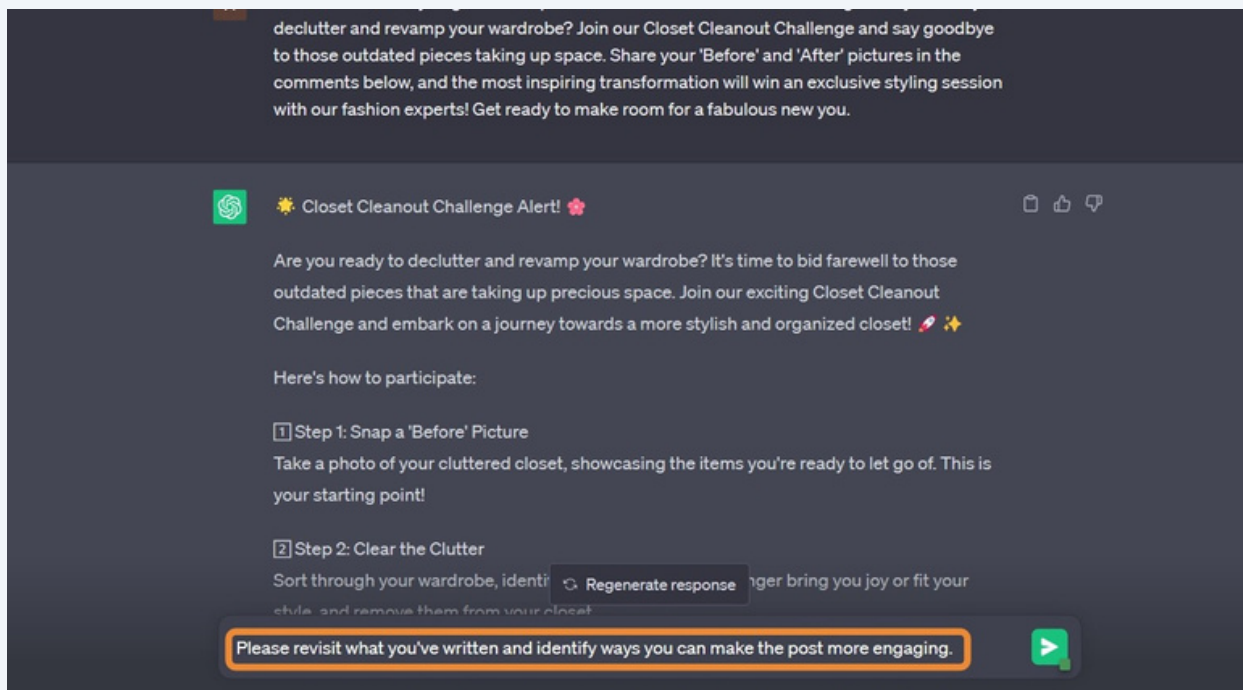 declutter and revamp your wardrobe? Join our Closet Cleanout Challenge and say goodbye
to those outdated pieces taking up space. Share your 'Before' and 'After' pictures in the
comments below, and the most inspiring transformation will win an exclusive styling session
with our fashion experts! Get ready to make room for a fabulous new you.
🌟 Closet Cleanout Challenge Alert! 🌸
Are you ready to declutter and revamp your wardrobe? It's time to bid farewell to those
outdated pieces that are taking up precious space. Join our exciting Closet Cleanout
Challenge and embark on a journey towards a more stylish and organized closet! 🚀 ✨
Here's how to participate:
1️⃣ Step 1: Snap a 'Before' Picture
Take a photo of your cluttered closet, showcasing the items you're ready to let go of. This is
your starting point!
2️⃣ Step 2: Clear the Clutter
Sort through your wardrobe, bring you joy or fit your
Regenerate response
style, and remove them from your closet
Please revisit what you've written and identify ways you can make the post more engaging.